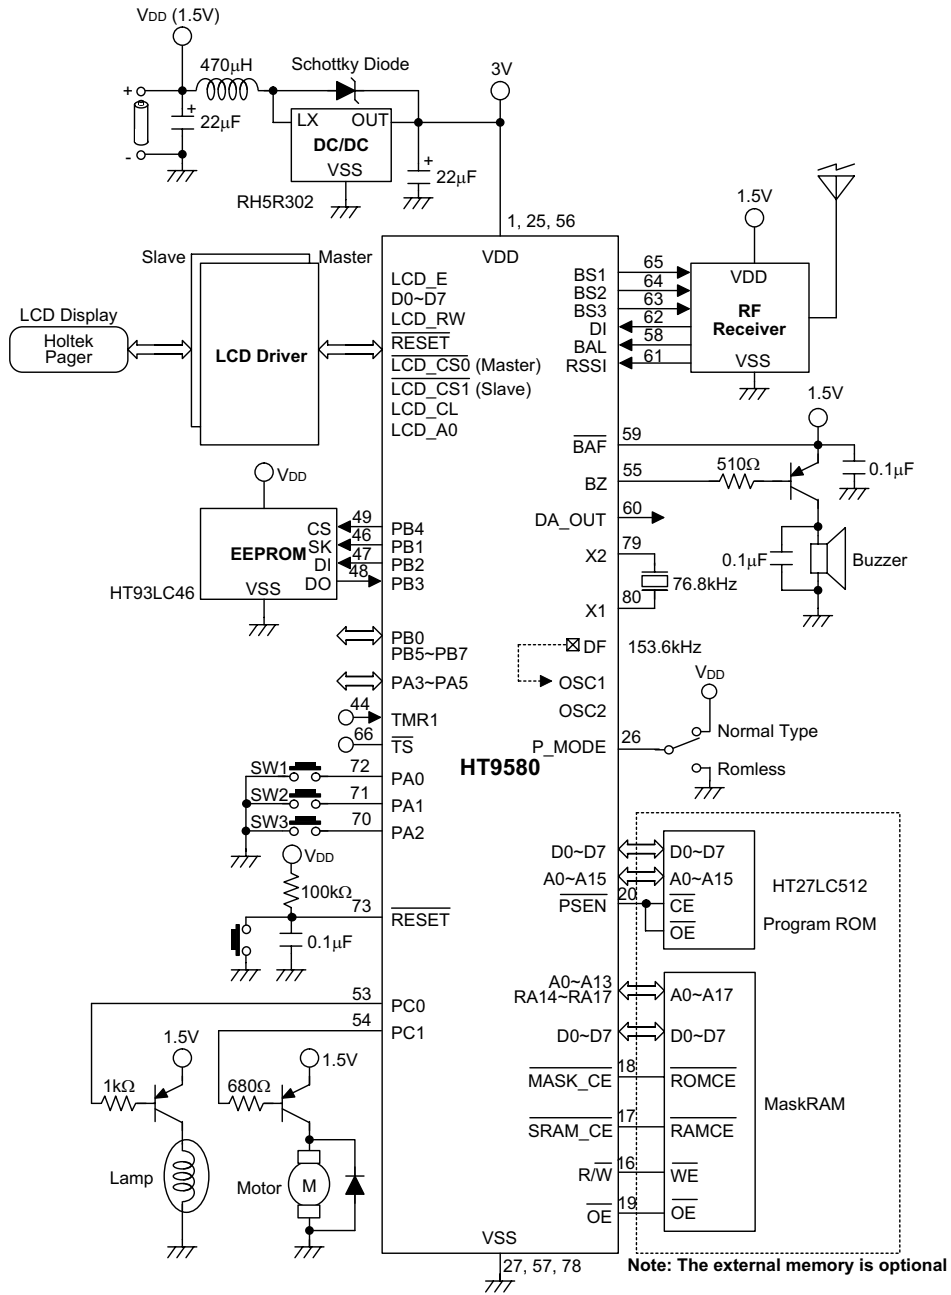 VDD (1.5V)
470μH
Schottky Diode
3V
+
-
+
22μF
LX OUT
DC/DC
VSS
RH5R302
+
22μF
1, 25, 56
VDD
Slave
Master
LCD Display
Holtek
Pager
LCD Driver
LCD_E
D0~D7
LCD_RW
RESET
LCD_CS0 (Master)
LCD_CS1 (Slave)
LCD_CL
LCD_A0
1.5V
BS1 65
BS2 64
BS3 63
DI 62
BAL 58
RSSI 61
VDD
RF
Receiver
VSS
1.5V
BAF 59
0.1μF
BZ 55
510Ω
DA_OUT 60
X2 79
76.8kHz
X1 80
0.1μF
Buzzer
DF 153.6kHz
OSC1
OSC2
VDD
P_MODE 26
Normal Type
Romless
VDD
EEPROM
VSS
HT93LC46
CS 49 PB4
SK 46 PB1
DI 47 PB2
DO 48 PB3
PB0
PB5~PB7
PA3~PA5
44 TMR1
66 TS
HT9580
SW1 72 PA0
SW2 71 PA1
SW3 70 PA2
VDD
100kΩ
73 RESET
0.1μF
53 PC0
54 PC1
1.5V
1kΩ
Lamp
1.5V
680Ω
Motor
M
D0~D7 D0~D7
A0~A15 A0~A15
PSEN 20 CE
OE
HT27LC512
Program ROM
A0~A13
RA14~RA17 A0~A17
D0~D7 D0~D7
MASK_CE 18 ROMCE
SRAM_CE 17 RAMCE
R/W 16 WE
OE 19 OE
MaskRAM
VSS
27, 57, 78
Note: The external memory is optional